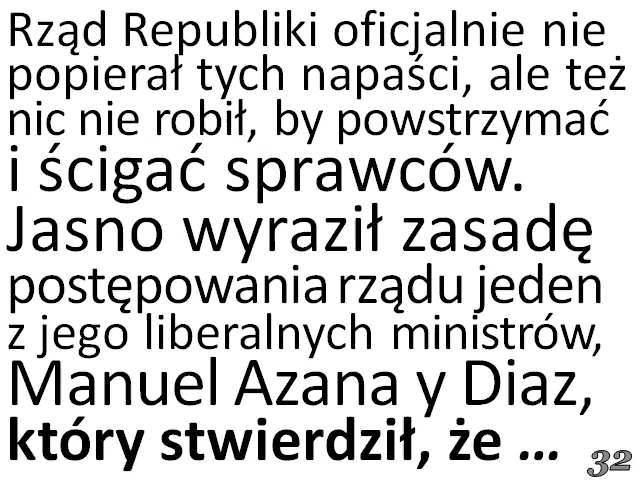 Rząd Republiki oficjalnie nie
popierał tych napaści, ale też
nic nie robił, by powstrzymać
i ścigać sprawców.
Jasno wyraził zasadę
postępowania rządu jeden
z jego liberalnych ministrów,
Manuel Azana y Diaz,
który stwierdził, że ...
32